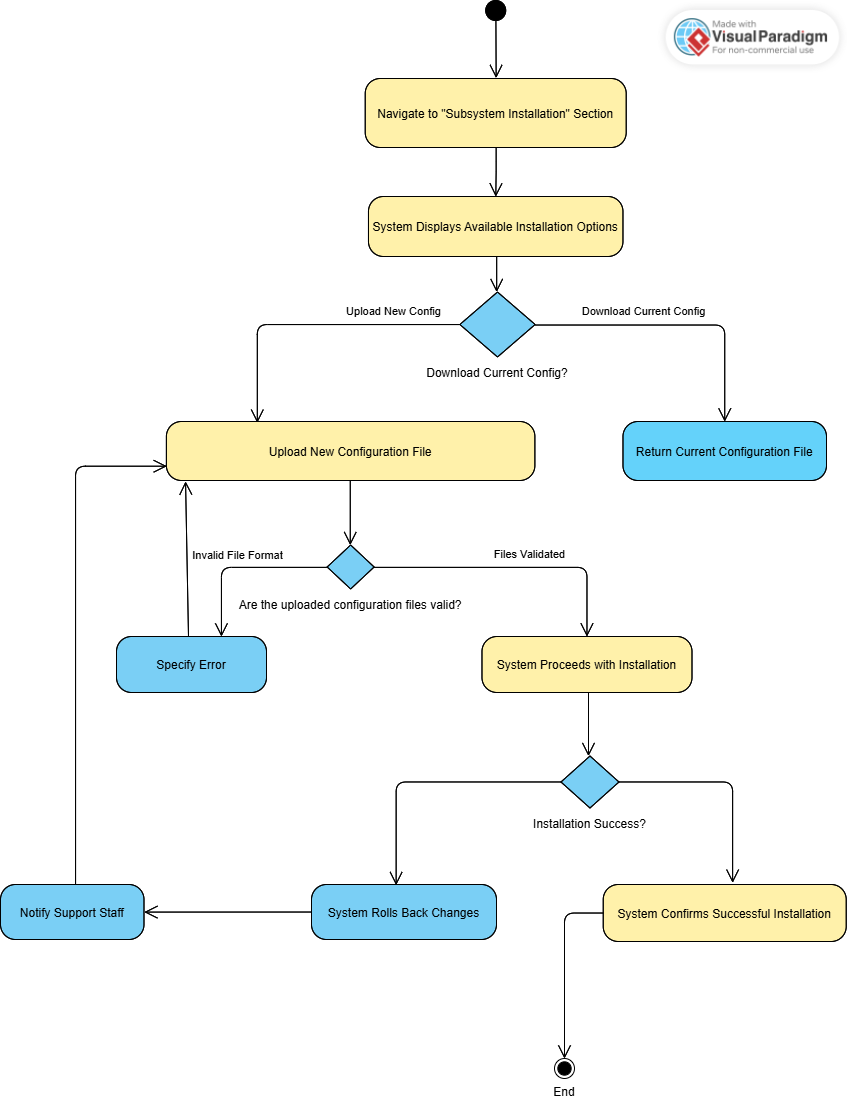 Made with
VisualParadigm
For non-commercial use
Navigate to "Subsystem Installation" Section
System Displays Available Installation Options
Upload New Config
Download Current Config
Download Current Config?
Upload New Configuration File
Return Current Configuration File
Invalid File Format
Files Validated
Are the uploaded configuration files valid?
Specify Error
System Proceeds with Installation
Installation Success?
Notify Support Staff
System Rolls Back Changes
System Confirms Successful Installation
End